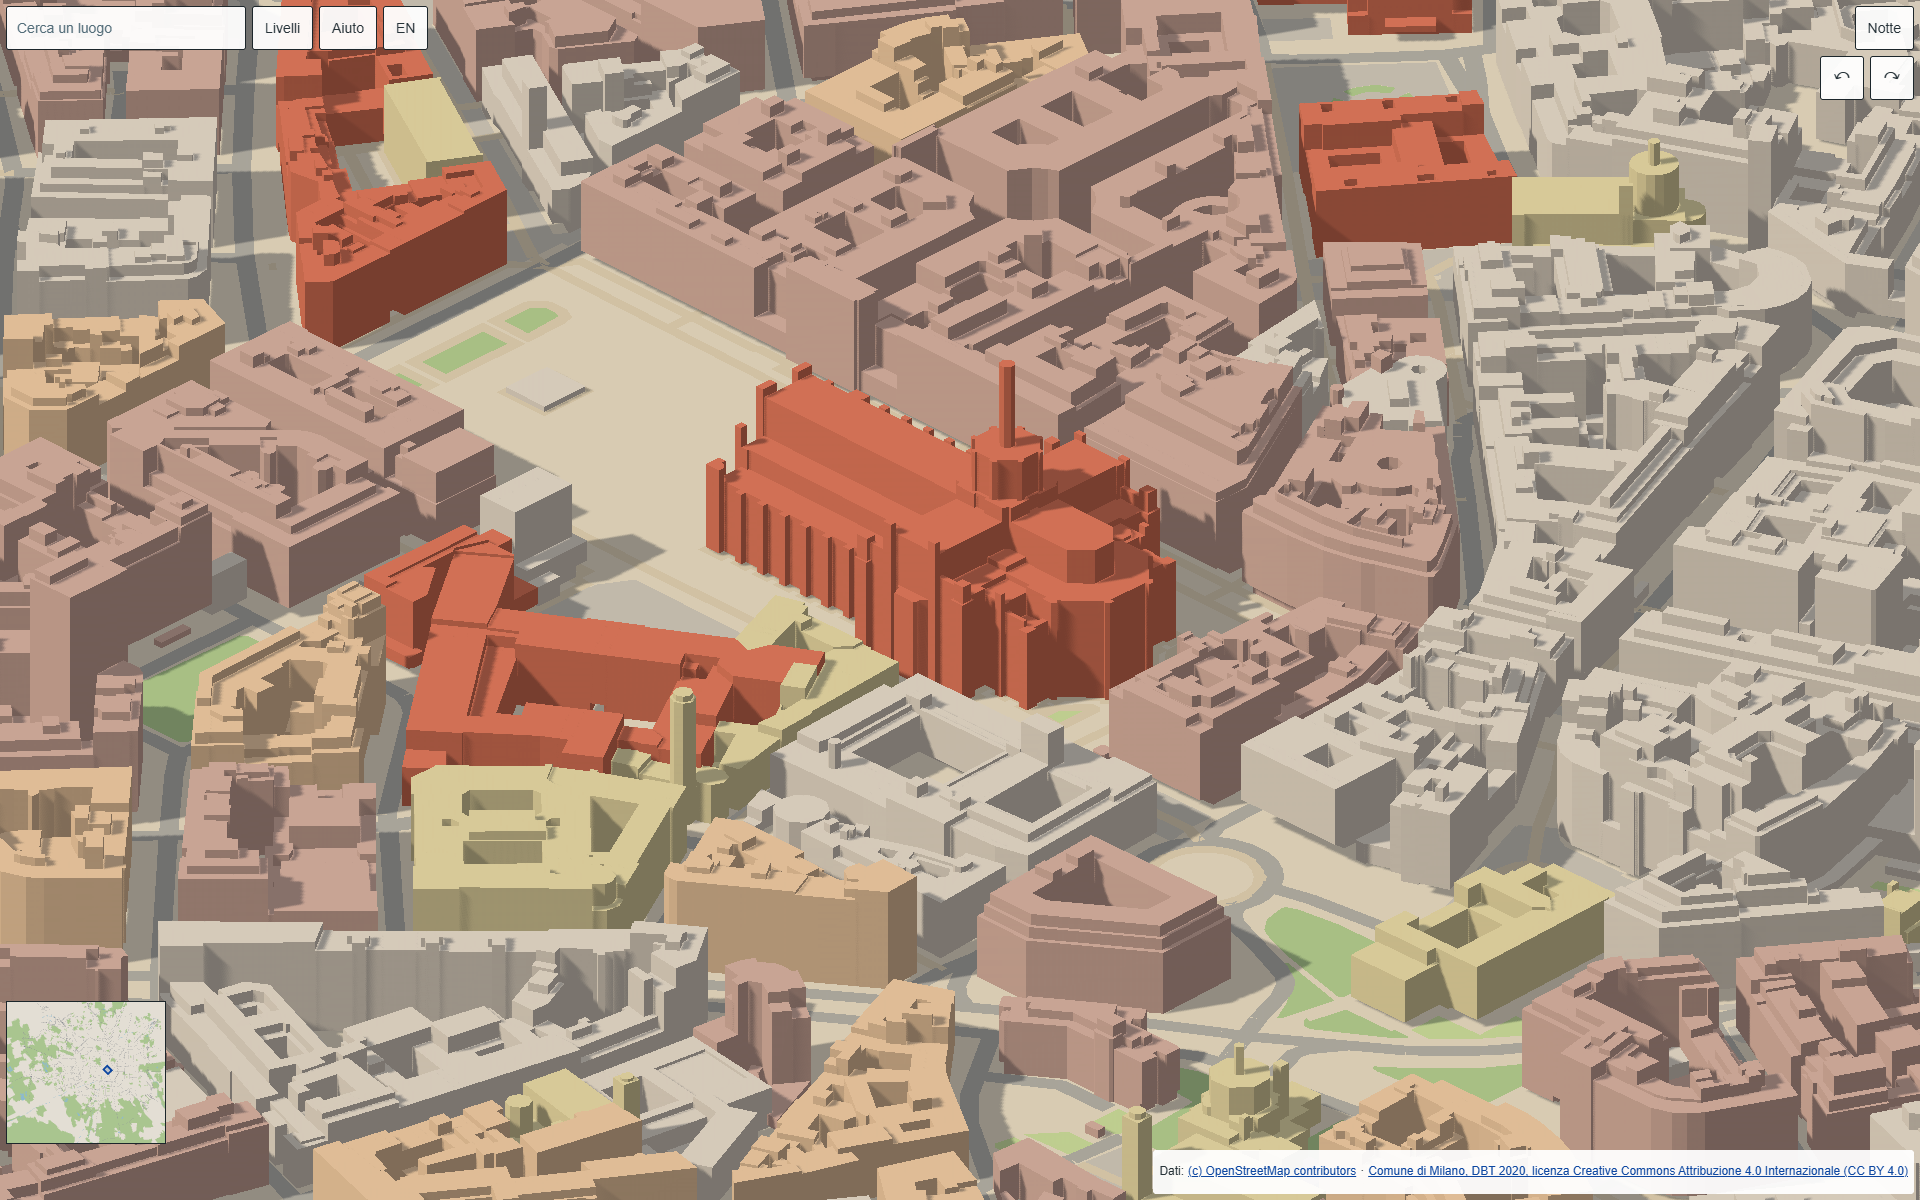 Cerca un luogo
Livelli
Aiuto
EN
Notte
Dati: (c) OpenStreetMap contributors · Comune di Milano, DBT 2020, licenza Creative Commons Attribuzione 4.0 Internazionale (CC BY 4.0)